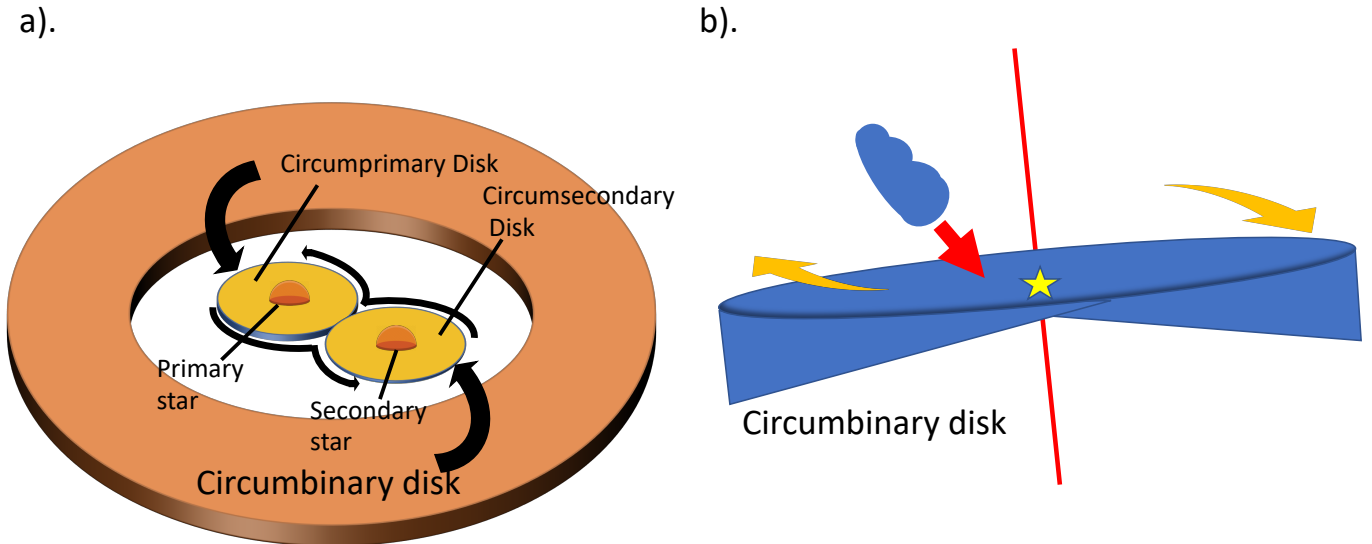 a).
Circumprimary Disk
Circumsecondary
Disk
Primary
star
Secondary
star
Circumbinary disk
b).
Circumbinary disk